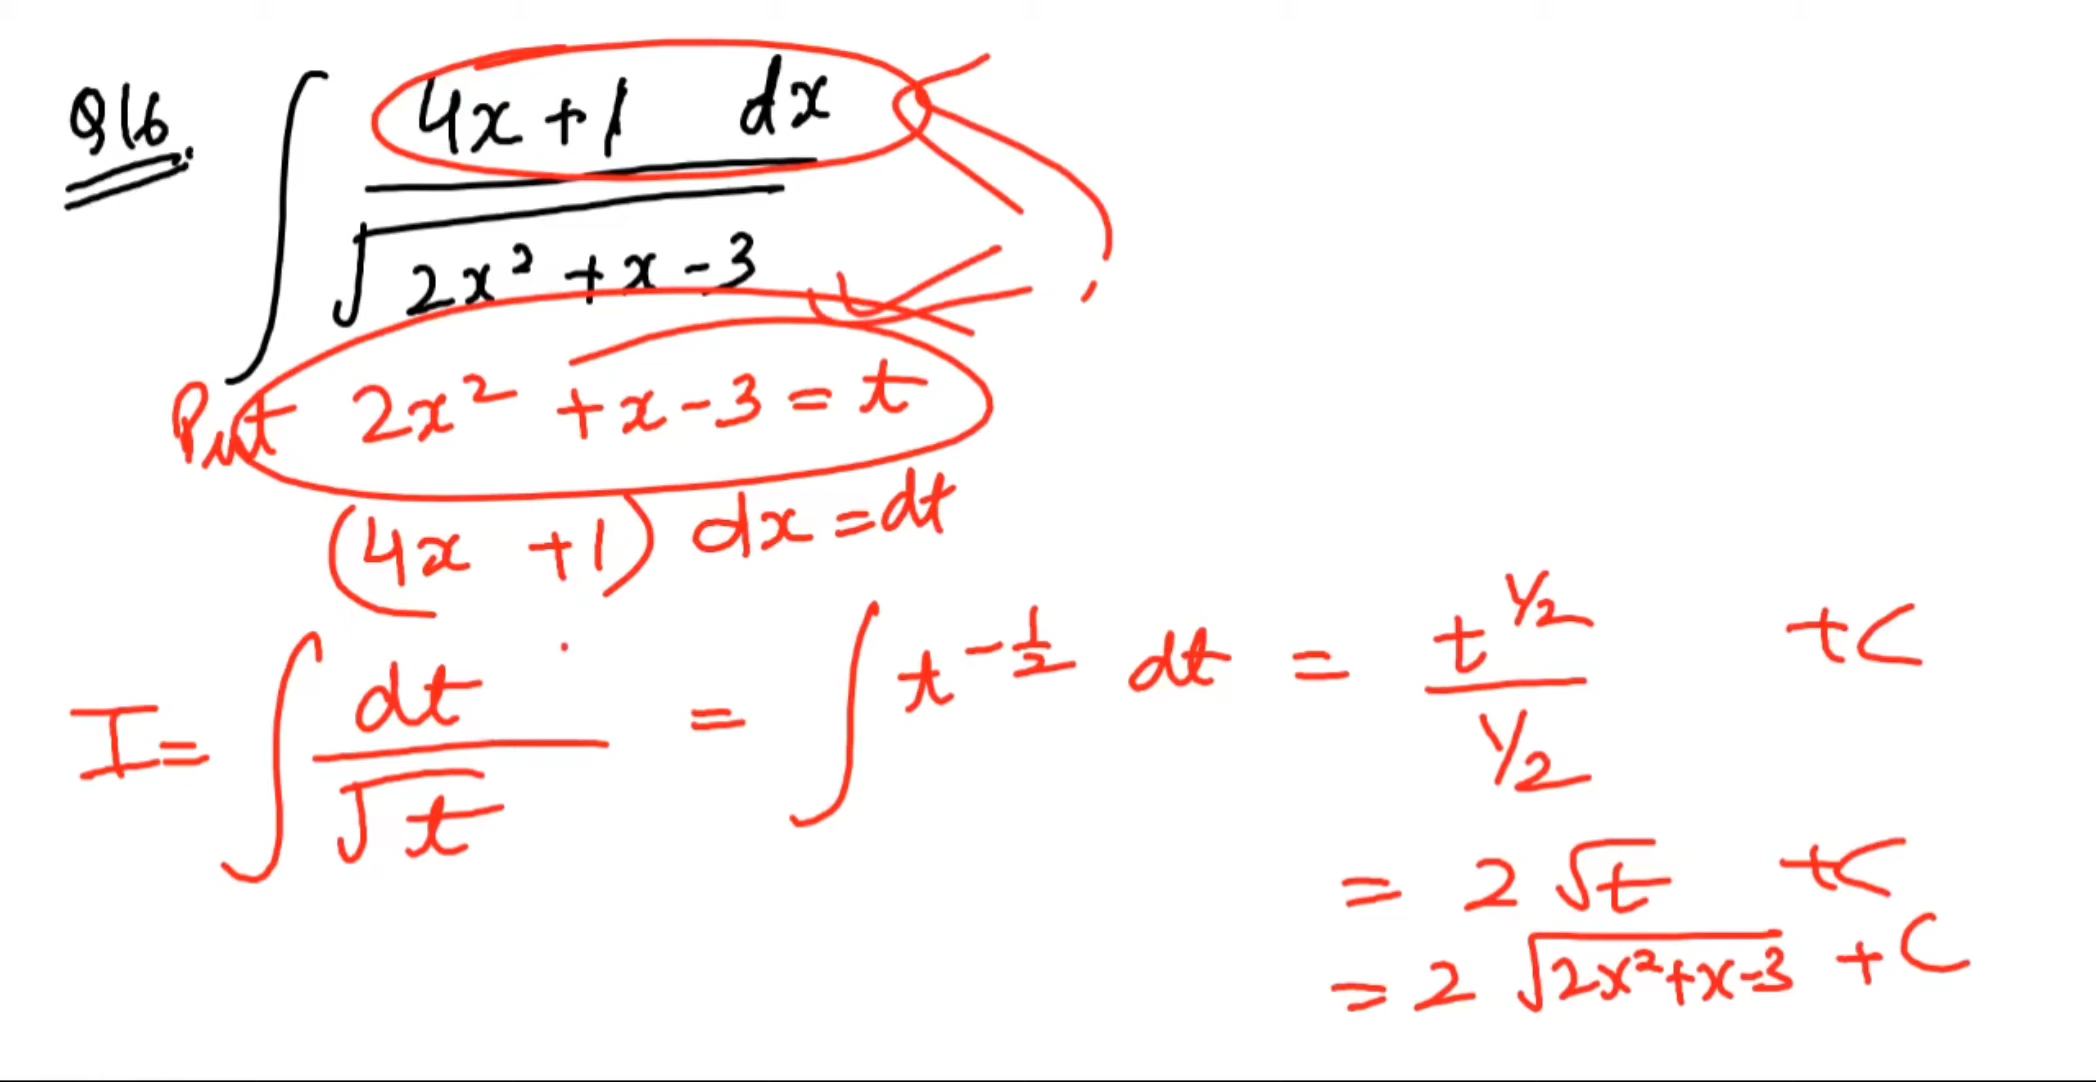 Q16. ∫ 4x+1 dx / √(2x² + x - 3)
Put 2x² + x - 3 = t
(4x + 1) dx = dt
I = ∫ dt / √t = ∫ t^(-1/2) dt = t^(1/2) / (1/2) + C
= 2 √t + C
= 2 √(2x² + x - 3) + C